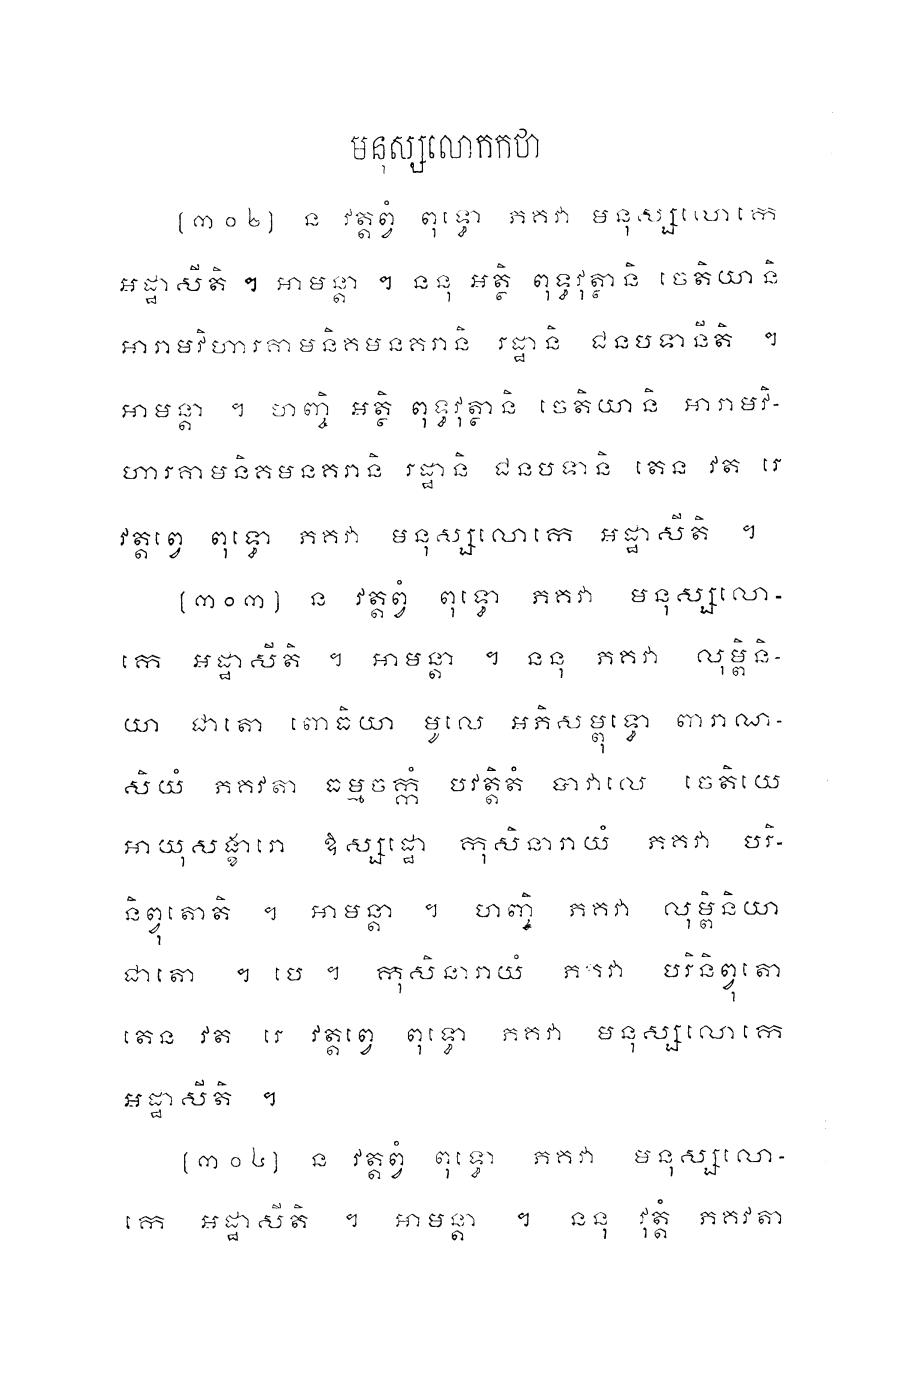 មនុស្សលោកកថា
[៣០២] ន វត្តព្វំ ពុទ្ធោ ភគវា មនុស្សលោកេ
អដ្ឋាសីតិ ។ អាមន្តា ។ ននុ អត្ថិ ពុទ្ធវុត្ថានិ ចេតិយានិ
អារាមវិហារគាមនិគមនគរានិ រដ្ឋានិ ជនបទានីតិ ។
អាមន្តា ។ ហញ្ចិ អត្ថិ ពុទ្ធវុត្ថានិ ចេតិយានិ អារាមវិ-
ហារគាមនិគមនគរានិ រដ្ឋានិ ជនបទានិ តេន វត រេ
វត្តព្វេ ពុទ្ធោ ភគវា មនុស្សលោកេ អដ្ឋាសីតិ ។
[៣០៣] ន វត្តព្វំ ពុទ្ធោ ភគវា មនុស្សលោ-
កេ អដ្ឋាសីតិ ។ អាមន្តា ។ ននុ ភគវា លុម្ពិនិ-
យា ជាតោ ពោធិយា មូលេ អភិសម្ពុទ្ធោ ពារាណ-
សិយំ ភគវតា ធម្មចក្កំ បវត្តិតំ ចាវាលេ ចេតិយេ
អាយុសង្ខារោ ឱស្សដ្ឋោ កុសិនារាយំ ភគវា បរិ-
និព្វុតោតិ ។ អាមន្តា ។ ហញ្ចិ ភគវា លុម្ពិនិយា
ជាតោ ។ បេ ។ កុសិនារាយំ ភគវា បរិនិព្វុតោ
តេន វត រេ វត្តព្វេ ពុទ្ធោ ភគវា មនុស្សលោកេ
អដ្ឋាសីតិ ។
[៣០៤] ន វត្តព្វំ ពុទ្ធោ ភគវា មនុស្សលោ-
កេ អដ្ឋាសីតិ ។ អាមន្តា ។ ននុ វុត្តំ ភគវតា